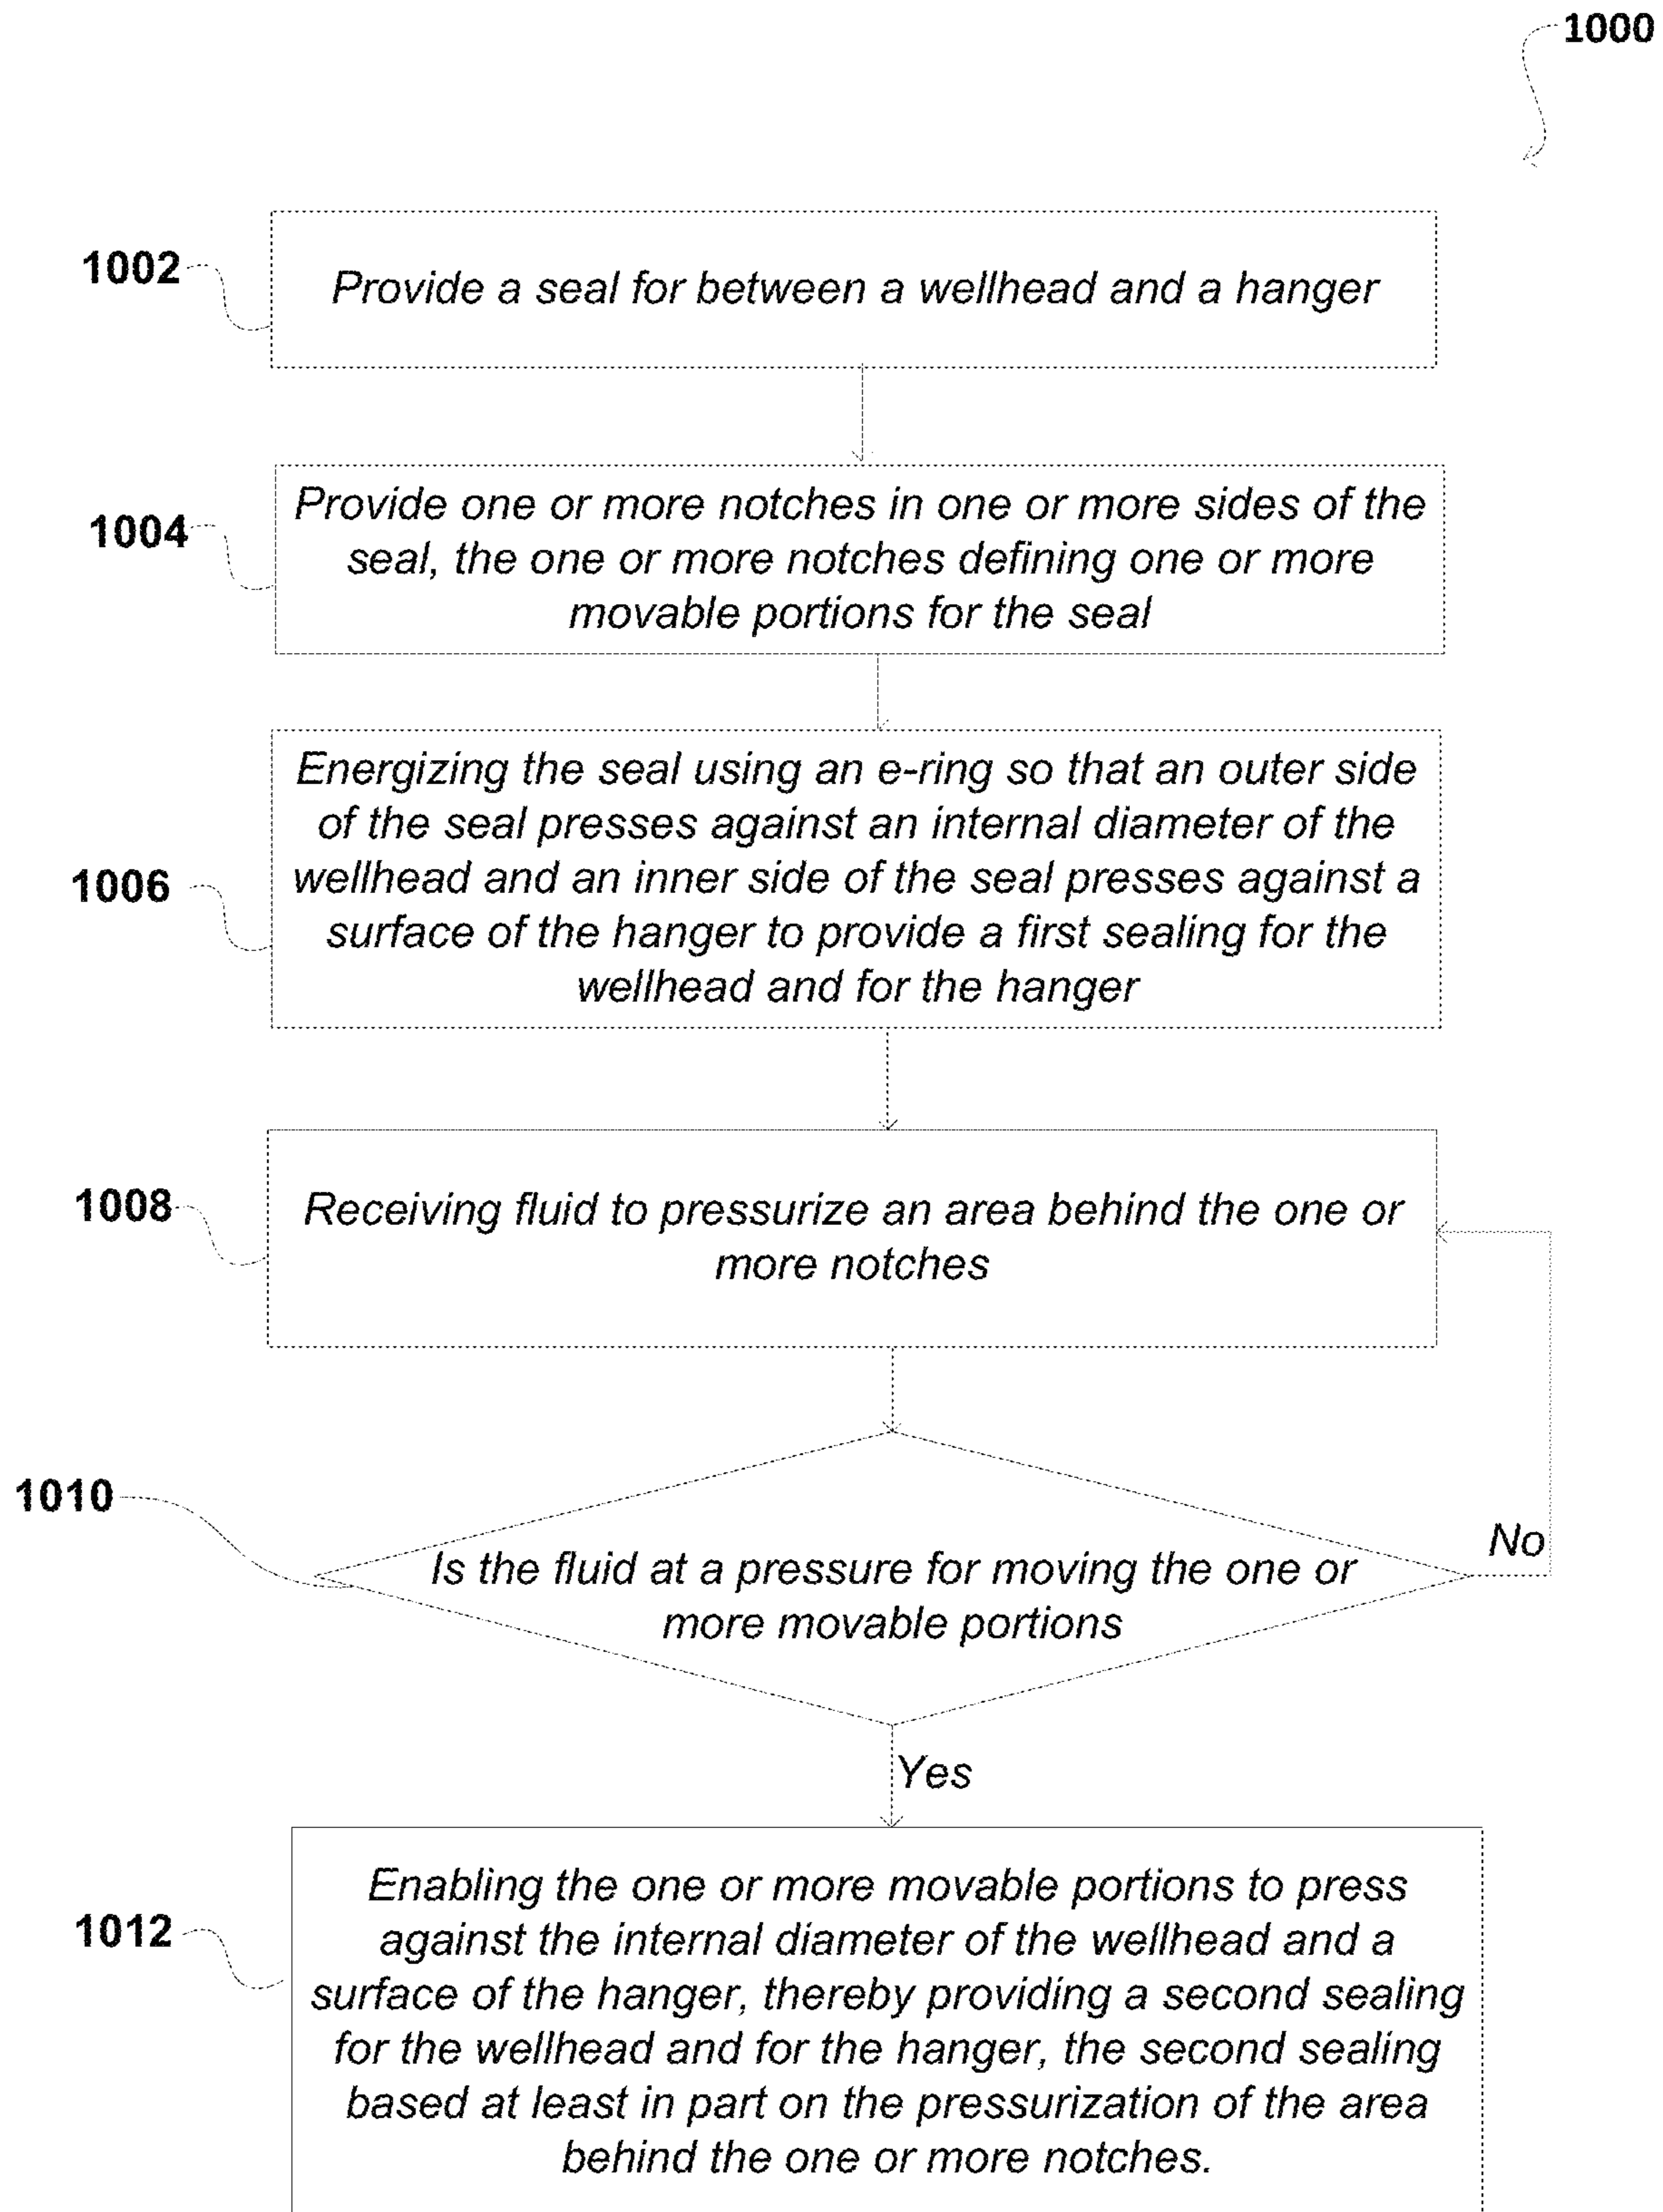 1000
1002
Provide a seal for between a wellhead and a hanger
1004
Provide one or more notches in one or more sides of the
seal, the one or more notches defining one or more
movable portions for the seal
1006
Energizing the seal using an e-ring so that an outer side
of the seal presses against an internal diameter of the
wellhead and an inner side of the seal presses against a
surface of the hanger to provide a first sealing for the
wellhead and for the hanger
1008
Receiving fluid to pressurize an area behind the one or
more notches
1010
Is the fluid at a pressure for moving the one or
more movable portions
No
Yes
1012
Enabling the one or more movable portions to press
against the internal diameter of the wellhead and a
surface of the hanger, thereby providing a second sealing
for the wellhead and for the hanger, the second sealing
based at least in part on the pressurization of the area
behind the one or more notches.